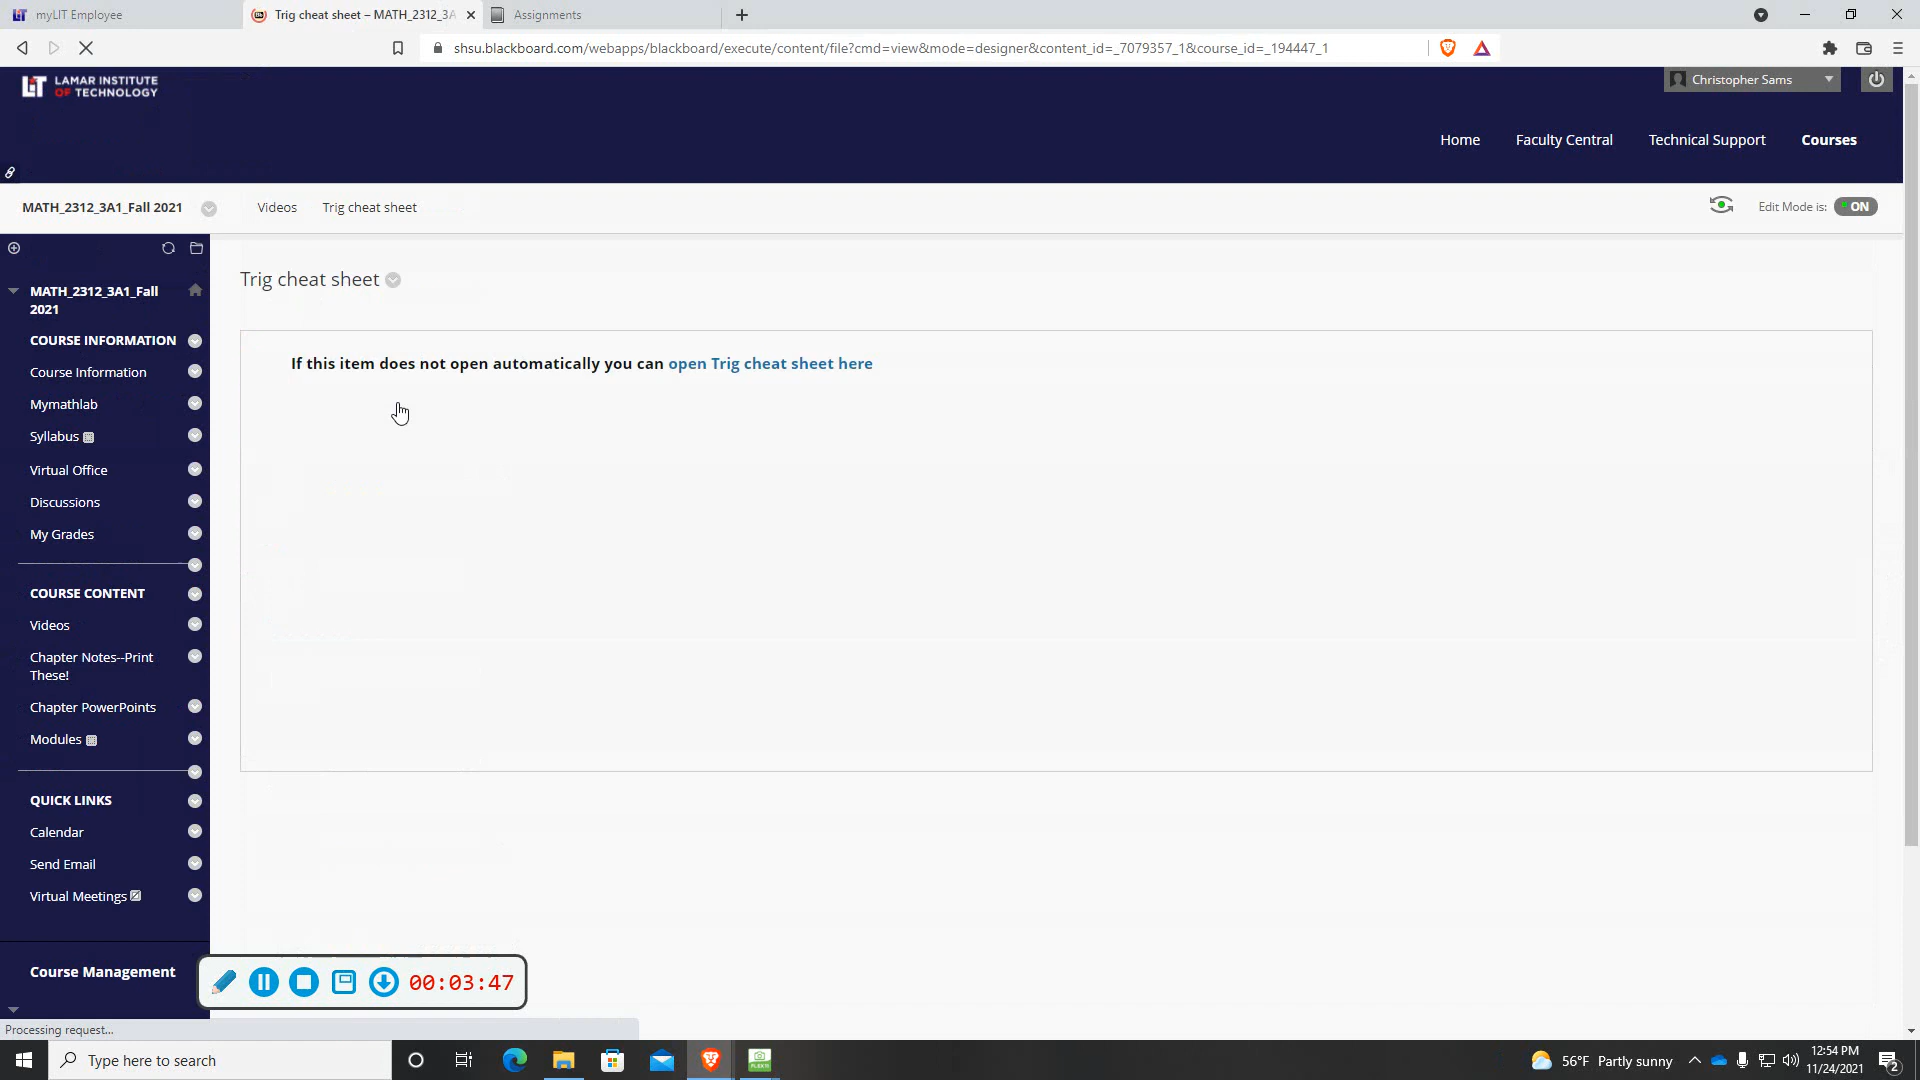 myLIT Employee
Trig cheat sheet – MATH_2312_3A
Assignments
shsu.blackboard.com/webapps/blackboard/execute/content/file?cmd=view&mode=designer&content_id=_7079357_1&course_id=_194447_1
LIT LAMAR INSTITUTE
OF TECHNOLOGY
Christopher Sams
Home Faculty Central Technical Support Courses
MATH_2312_3A1_Fall 2021 Videos Trig cheat sheet Edit Mode is: ON
MATH_2312_3A1_Fall
2021
Trig cheat sheet
If this item does not open automatically you can open Trig cheat sheet here
COURSE INFORMATION
Course Information
Mymathlab
Syllabus
Virtual Office
Discussions
My Grades
COURSE CONTENT
Videos
Chapter Notes--Print
These!
Chapter PowerPoints
Modules
QUICK LINKS
Calendar
Send Email
Virtual Meetings
Course Management
00:03:47
Processing request...
Type here to search
56°F Partly sunny
12:54 PM
11/24/2021
2